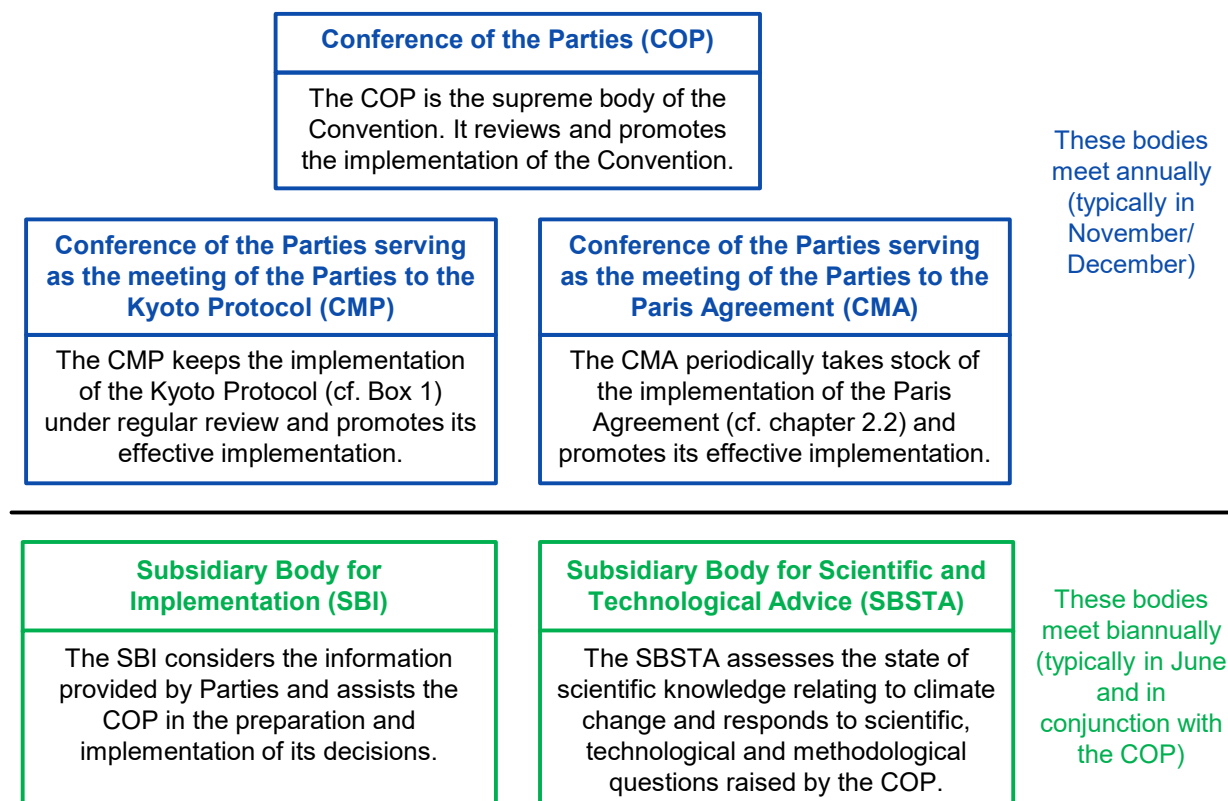 Conference of the Parties (COP)
The COP is the supreme body of the
Convention. It reviews and promotes
the implementation of the Convention.
These bodies
meet annually
(typically in
November/
December)
Conference of the Parties serving
as the meeting of the Parties to the
Kyoto Protocol (CMP)
The CMP keeps the implementation
of the Kyoto Protocol (cf. Box 1)
under regular review and promotes its
effective implementation.
Conference of the Parties serving
as the meeting of the Parties to the
Paris Agreement (CMA)
The CMA periodically takes stock of
the implementation of the Paris
Agreement (cf. chapter 2.2) and
promotes its effective implementation.
Subsidiary Body for
Implementation (SBI)
The SBI considers the information
provided by Parties and assists the
COP in the preparation and
implementation of its decisions.
Subsidiary Body for Scientific and
Technological Advice (SBSTA)
The SBSTA assesses the state of
scientific knowledge relating to climate
change and responds to scientific,
technological and methodological
questions raised by the COP.
These bodies
meet biannually
(typically in June
and in
conjunction with
the COP)